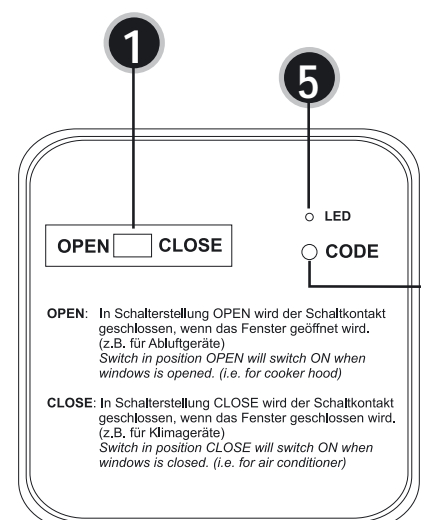 1
5
LED
OPEN CLOSE
CODE
OPEN: In Schalterstellung OPEN wird der Schaltkontakt
geschlossen, wenn das Fenster geöffnet wird.
(z.B. für Abluftgeräte)
Switch in position OPEN will switch ON when
windows is opened. (i.e. for cooker hood)
CLOSE: In Schalterstellung CLOSE wird der Schaltkontakt
geschlossen, wenn das Fenster geschlossen wird.
(z.B. für Klimageräte)
Switch in position CLOSE will switch ON when
windows is closed. (i.e. for air conditioner)